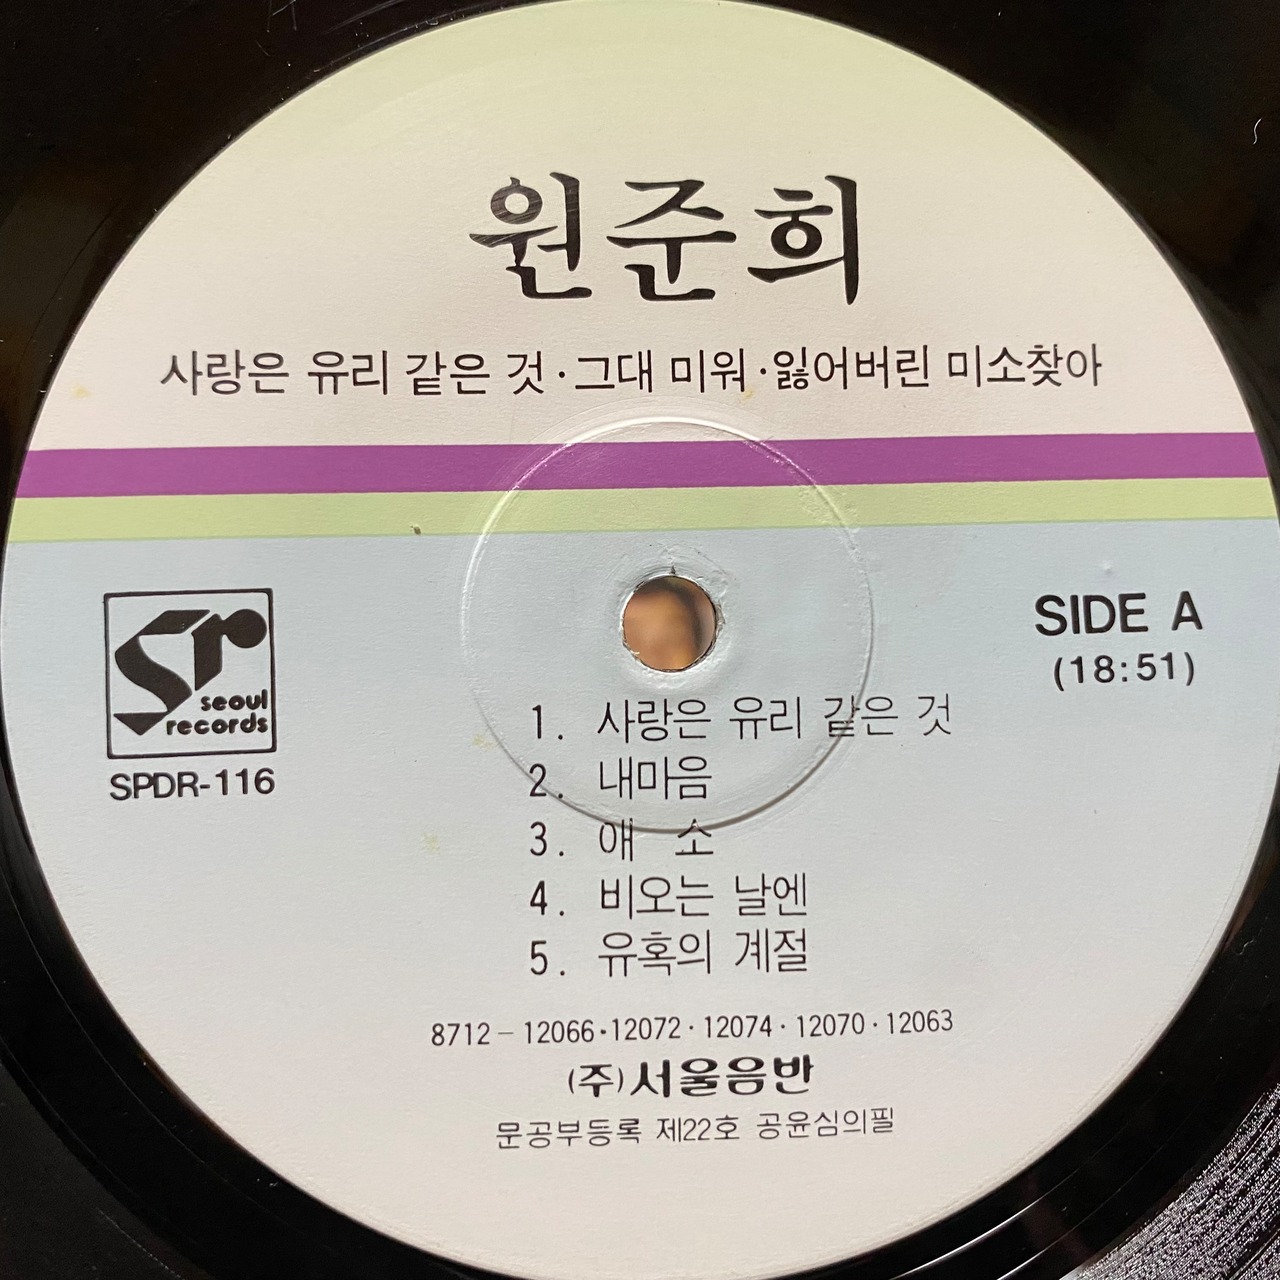 원준희
사랑은 유리 같은 것·그대 미워·잃어버린 미소찾아
SIDE A
(18:51)
sr
seoul
records
SPDR-116
1. 사랑은 유리 같은 것
2. 내마음
3. 애 소
4. 비오는 날엔
5. 유혹의 계절
8712-12066·12072·12074·12070·12063
(주)서울음반
문공부등록 제22호 공윤심의필